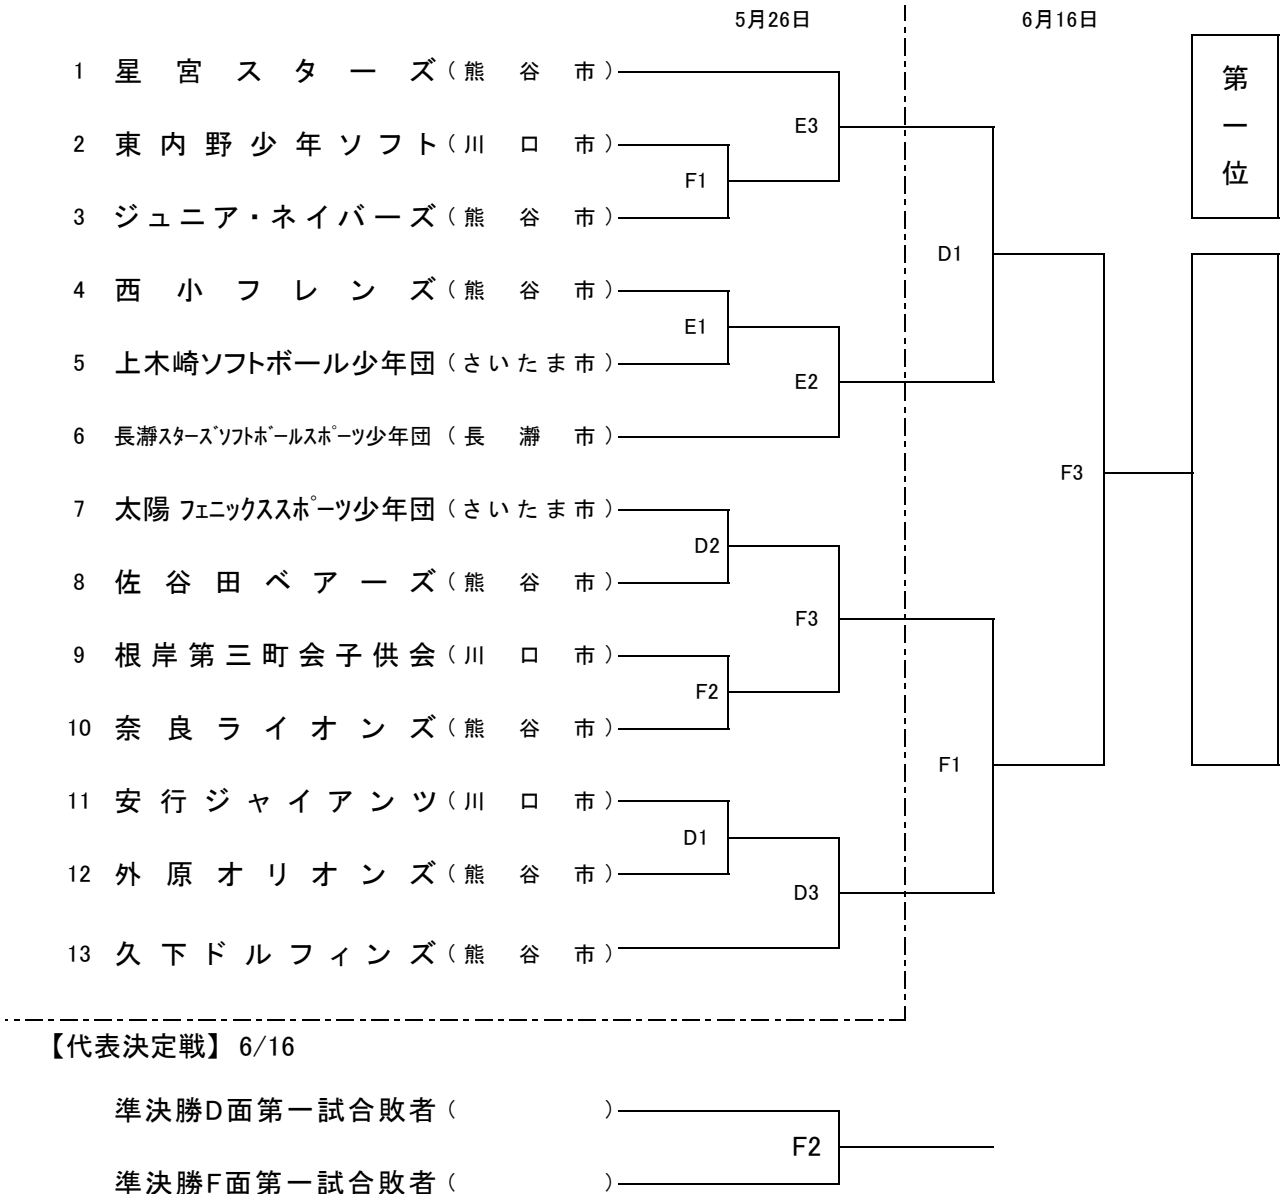 5月26日 6月16日
第一位
1 星宮スターズ（熊谷市）
E3
2 東内野少年ソフト（川口市）
F1
3 ジュニア・ネイバーズ（熊谷市）
D1
4 西小フレンズ（熊谷市）
E1
5 上木崎ソフトボール少年団（さいたま市）
E2
6 長瀞スターズソフトボールスポーツ少年団（長瀞市）
F3
7 太陽 フェニックススポーツ少年団（さいたま市）
D2
8 佐谷田ベアーズ（熊谷市）
F3
9 根岸第三町会子供会（川口市）
F2
10 奈良ライオンズ（熊谷市）
F1
11 安行ジャイアンツ（川口市）
D1
12 外原オリオンズ（熊谷市）
D3
13 久下ドルフィンズ（熊谷市）
【代表決定戦】6/16
準決勝D面第一試合敗者（ ）
F2
準決勝F面第一試合敗者（ ）